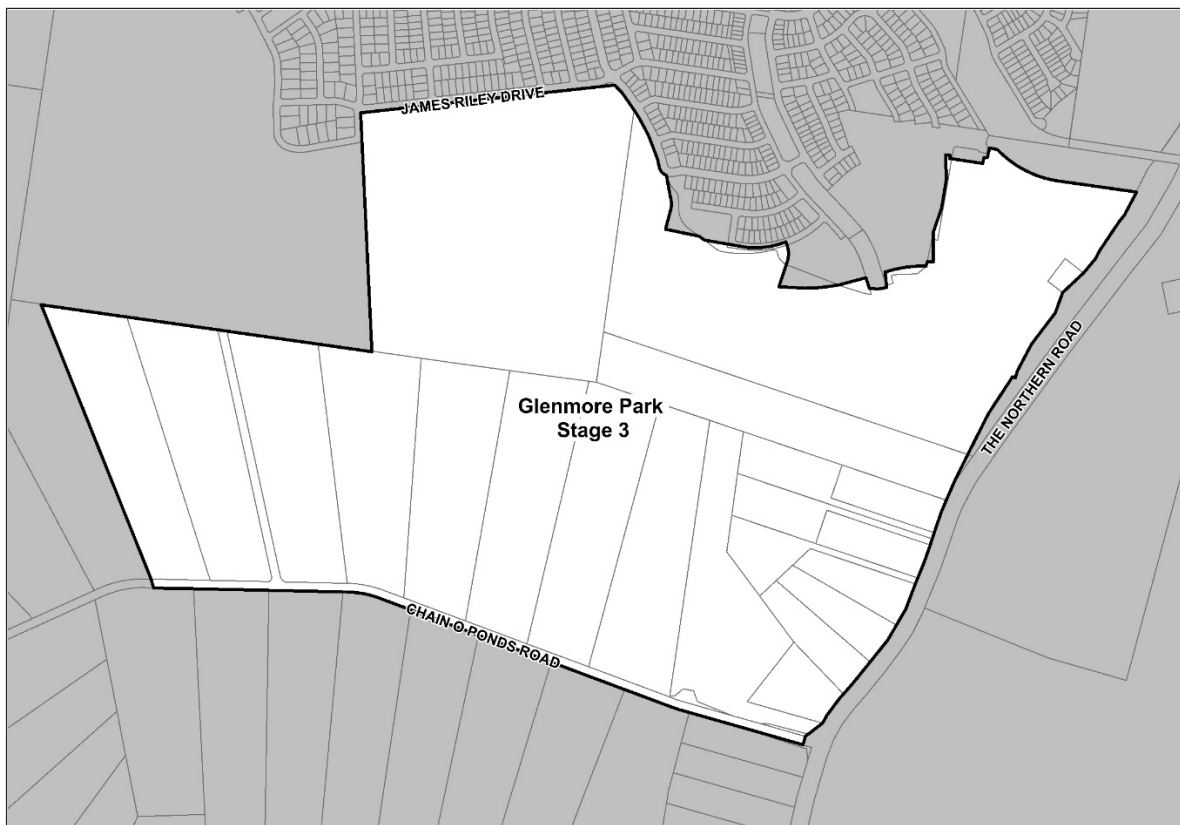 JAMES RILEY DRIVE
THE NORTHERN ROAD
Glenmore Park
Stage 3
CHAIN O PONDS ROAD